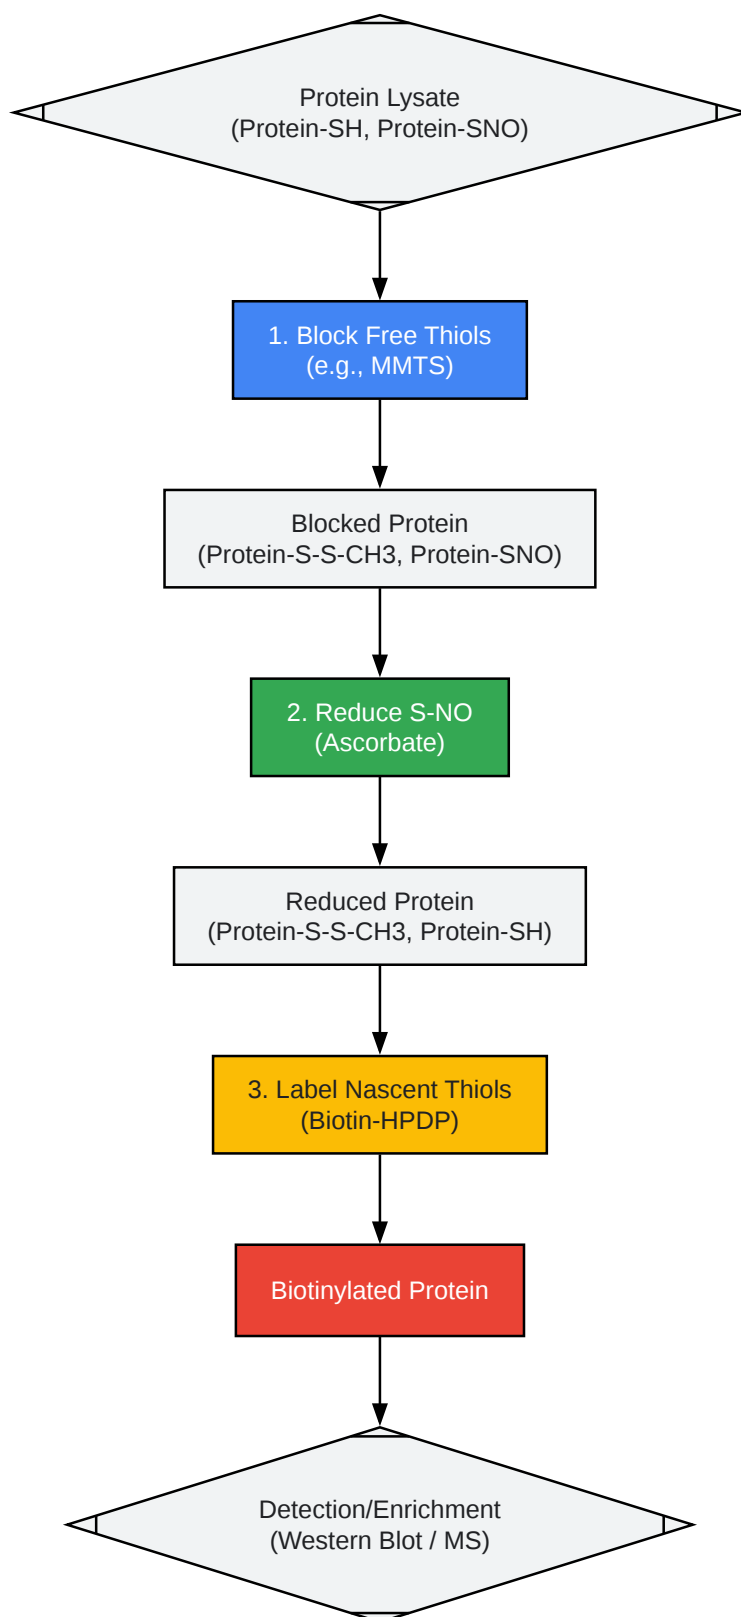 Protein Lysate
(Protein-SH, Protein-SNO)
1. Block Free Thiols
(e.g., MMTS)
Blocked Protein
(Protein-S-S-CH3, Protein-SNO)
2. Reduce S-NO
(Ascorbate)
Reduced Protein
(Protein-S-S-CH3, Protein-SH)
3. Label Nascent Thiols
(Biotin-HPDP)
Biotinylated Protein
Detection/Enrichment
(Western Blot / MS)